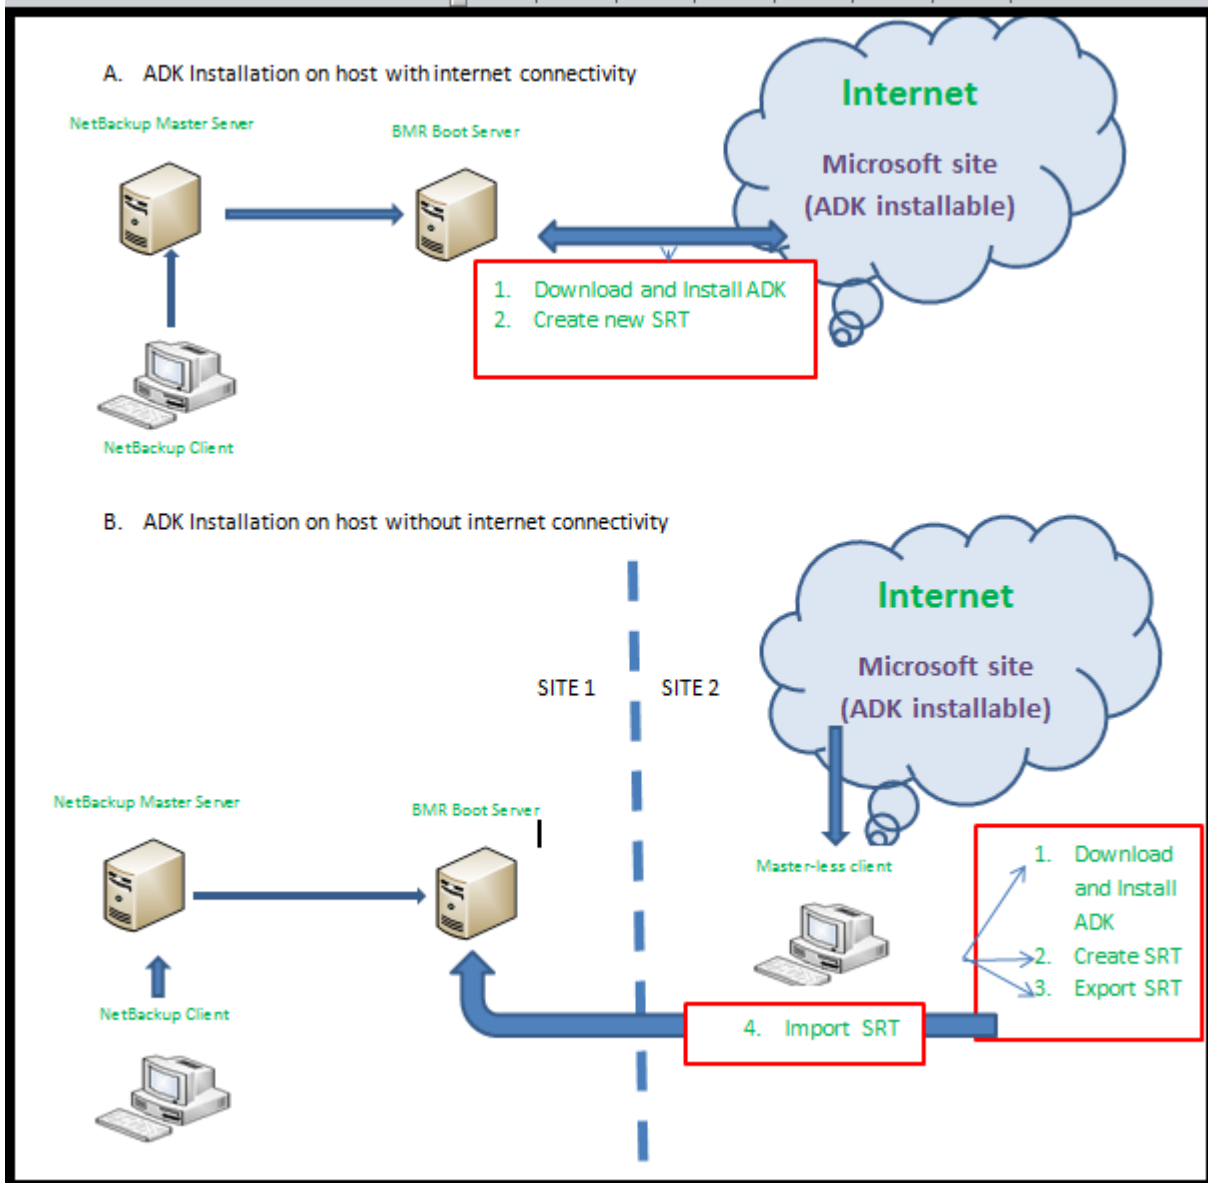 A. ADK Installation on host with internet connectivity
NetBackup Master Server
BMR Boot Server
Internet
Microsoft site
(ADK installable)
1. Download and Install ADK
2. Create new SRT
NetBackup Client
B. ADK Installation on host without internet connectivity
Internet
Microsoft site
(ADK installable)
SITE 1
SITE 2
NetBackup Master Server
BMR Boot Server
Master-less client
1. Download
and Install
ADK
2. Create SRT
3. Export SRT
NetBackup Client
4. Import SRT